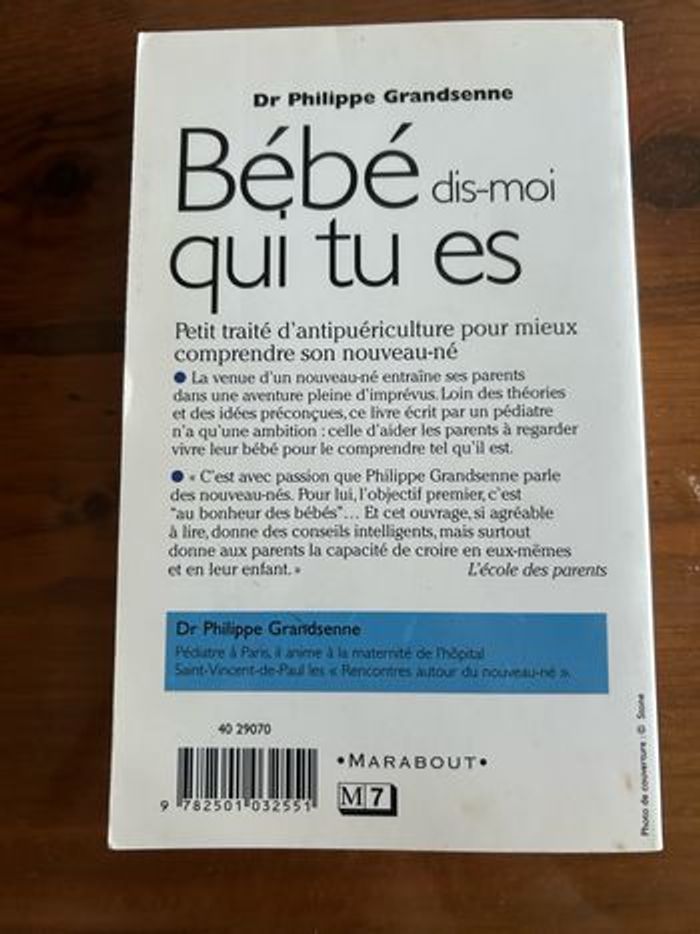 Dr Philippe Grandsenne
Bébé dis-moi
qui tu es
Petit traité d'antipuériculture pour mieux
comprendre son nouveau-né
● La venue d'un nouveau-né entraîne ses parents
dans une aventure pleine d'imprévus. Loin des théories
et des idées préconçues, ce livre écrit par un pédiatre
n'a qu'une ambition : celle d'aider les parents à regarder
vivre leur bébé pour le comprendre tel qu'il est.
● « C'est avec passion que Philippe Grandsenne parle
des nouveau-nés. Pour lui, l'objectif premier, c'est
"au bonheur des bébés"... Et cet ouvrage, si agréable
à lire, donne des conseils intelligents, mais surtout
donne aux parents la capacité de croire en eux-mêmes
et en leur enfant. » L'école des parents
Dr Philippe Grandsenne
Pédiatre à Paris, il anime à la maternité de l'hôpital
Saint-Vincent-de-Paul les « Rencontres autour du nouveau-né ».
40 29070
9 782501 032551
•MARABOUT•
M 7
Photo de couverture : © Stone